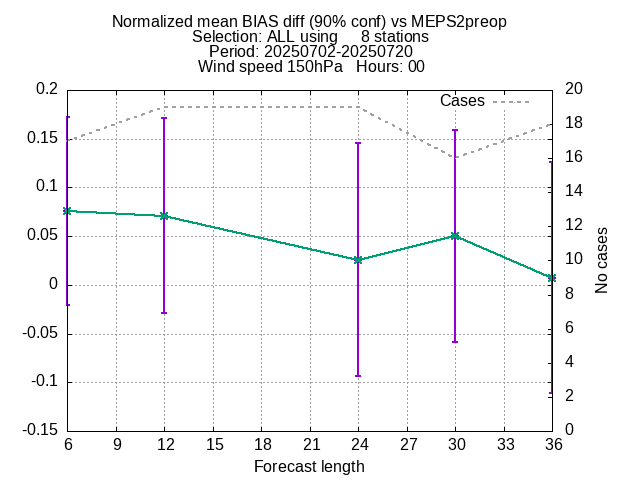 Normalized mean BIAS diff (90% conf) vs MEPS2preop
Selection: ALL using     8 stations
Period: 20250702-20250720
Wind speed 150hPa   Hours: 00
Cases
0.2
0.15
0.1
0.05
0
-0.05
-0.1
-0.15
20
18
16
14
12
10
8
6
4
2
0
No cases
6 9 12 15 18 21 24 27 30 33 36
Forecast length